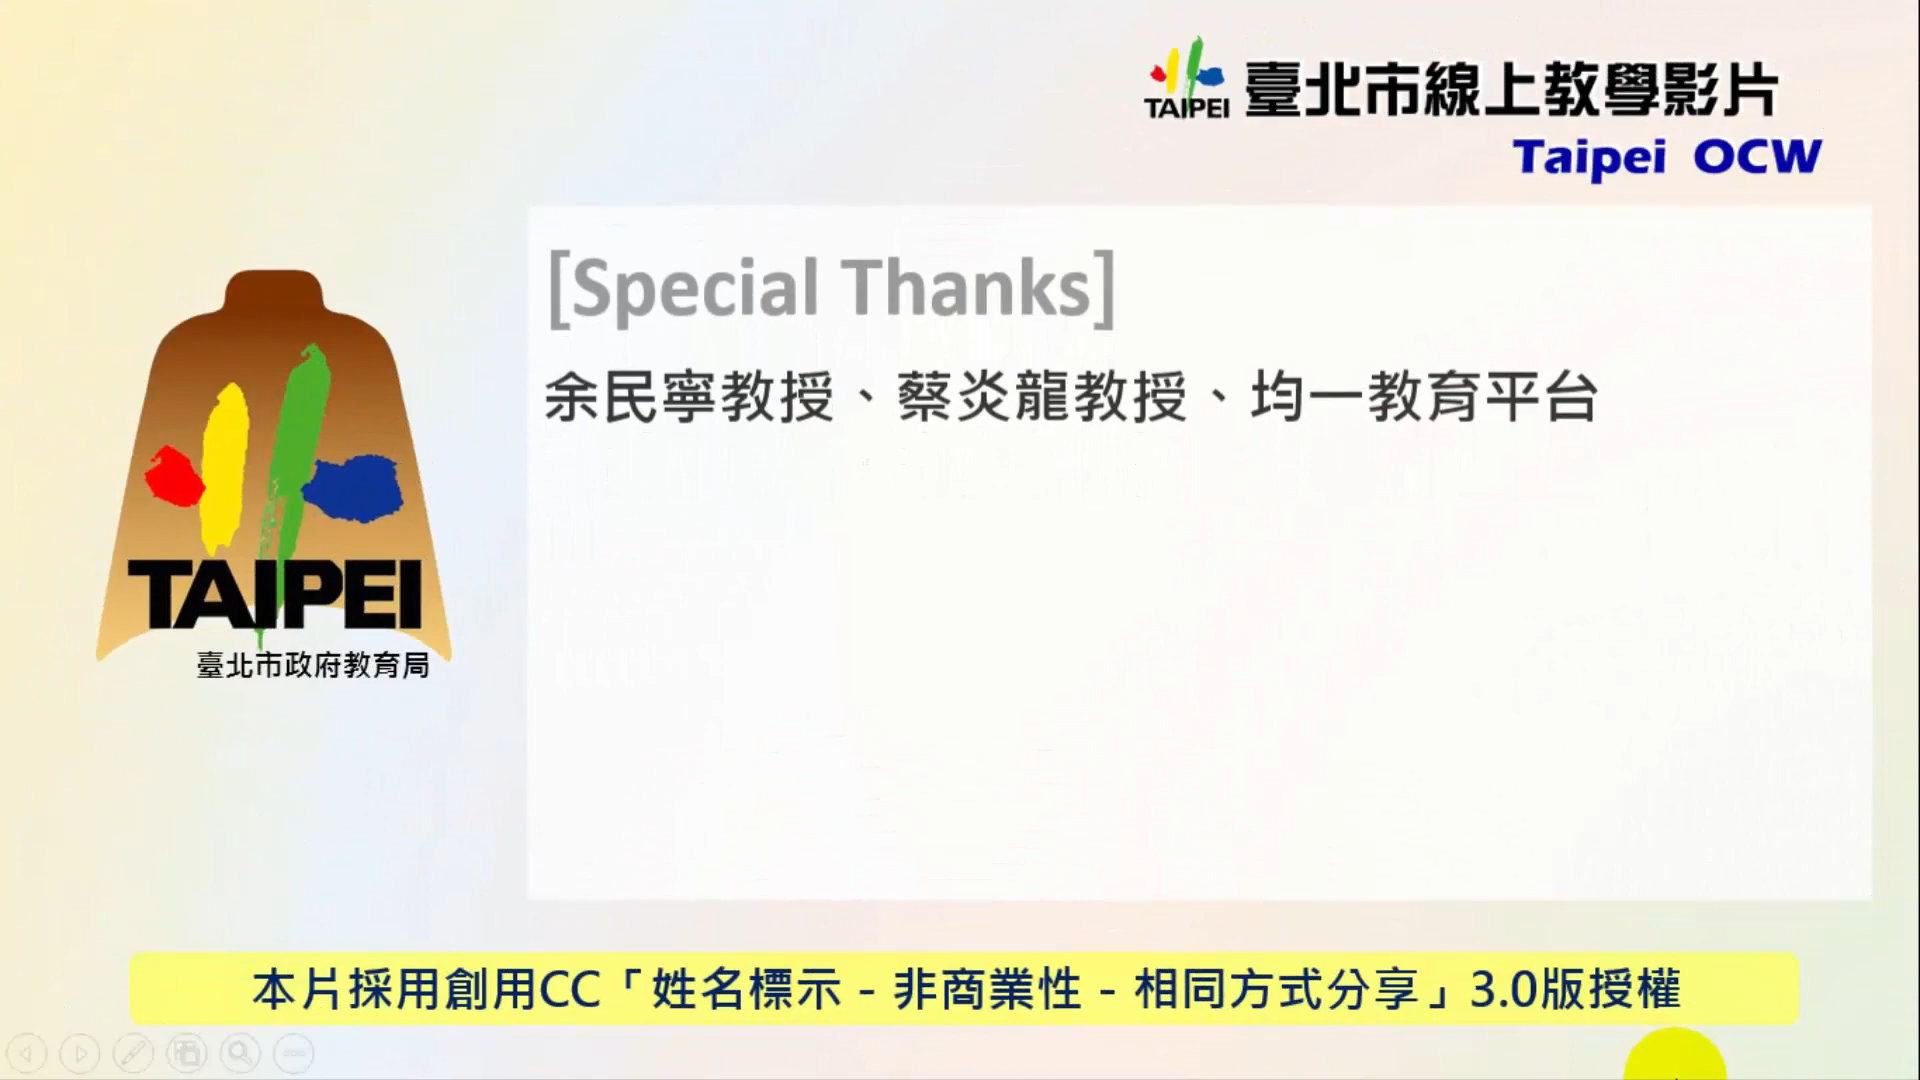 TAIPEI 臺北市線上教學影片
Taipei OCW
[Special Thanks]
余民寧教授、蔡炎龍教授、均一教育平台
TAIPEI
臺北市政府教育局
本片採用創用CC「姓名標示－非商業性－相同方式分享」3.0版授權